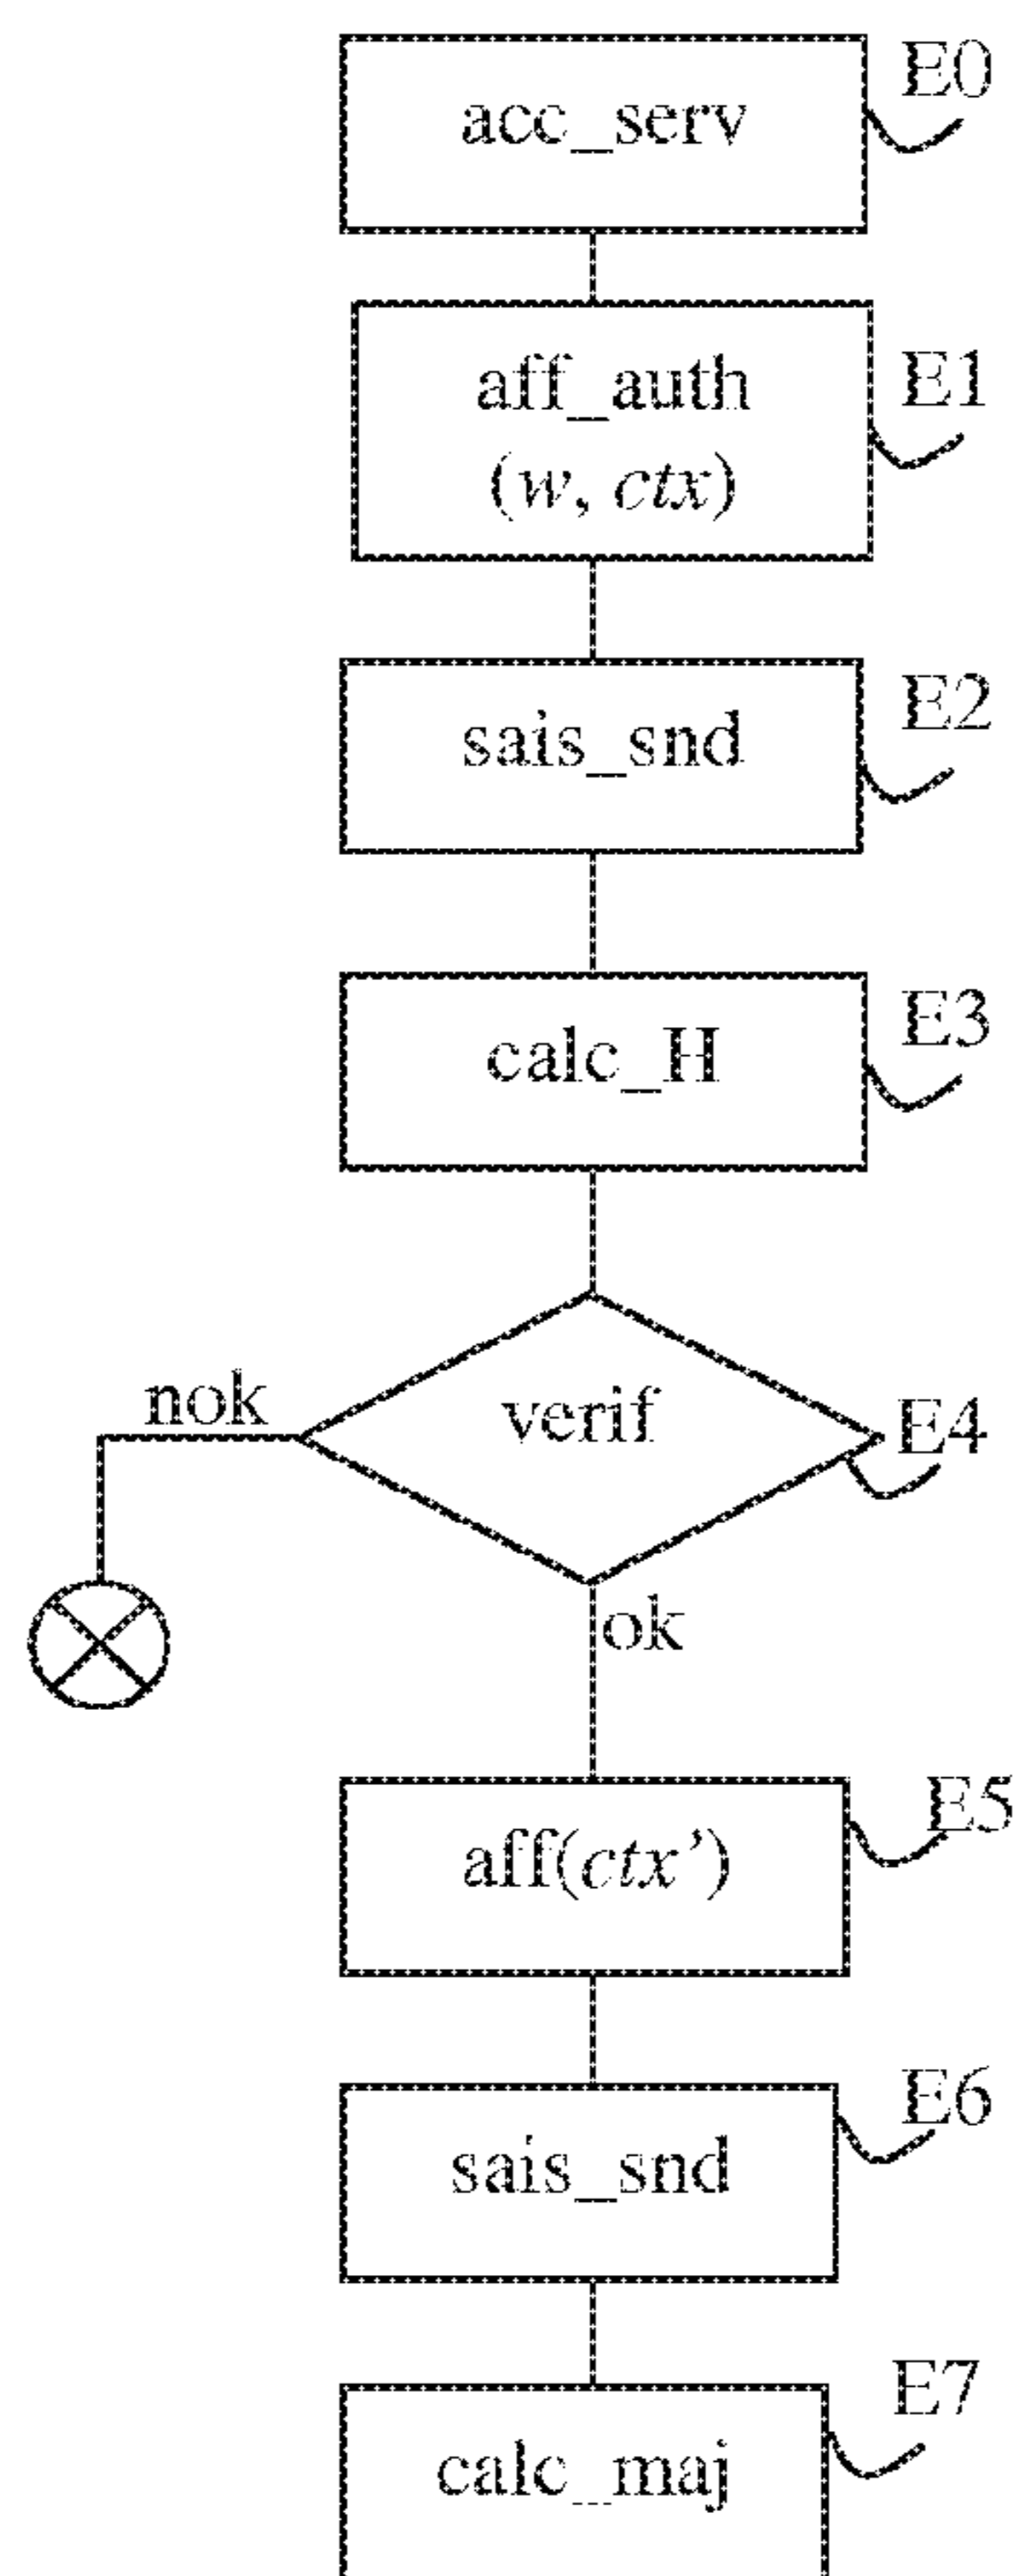 acc_serv
E0
aff_auth
(w, ctx)
E1
sais_snd
E2
calc_H
E3
nok
verif
E4
ok
aff(ctx’)
E5
sais_snd
E6
calc_maj
E7